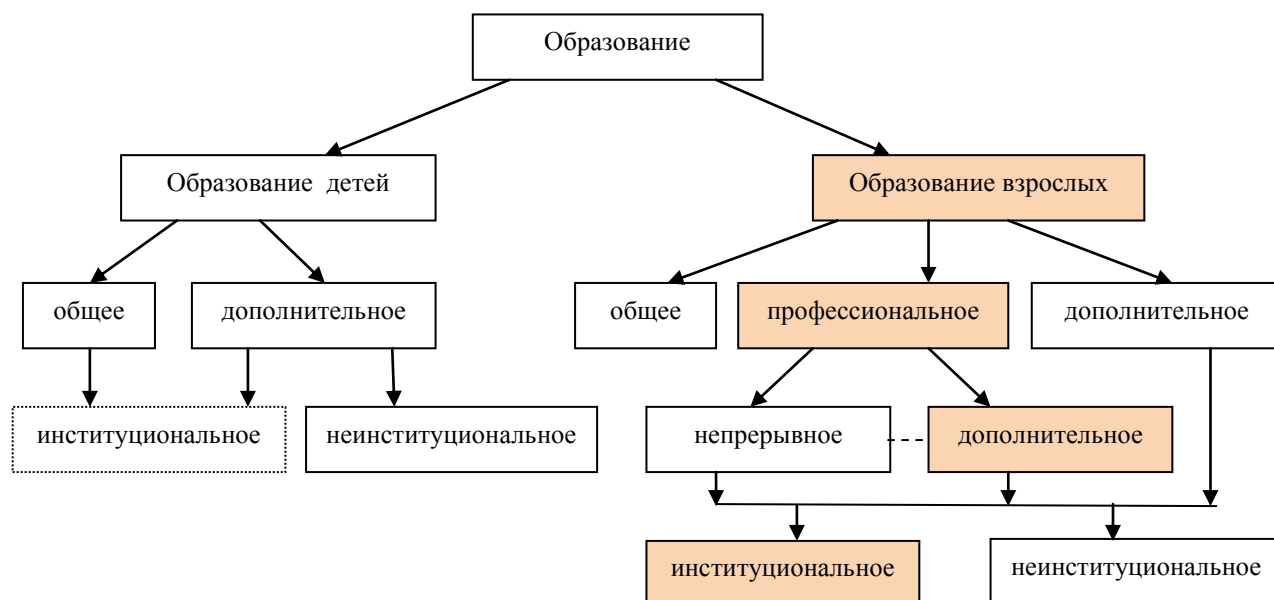 Образование
Образование детей
Образование взрослых
общее
дополнительное
общее
профессиональное
дополнительное
институциональное
неинституциональное
непрерывное
дополнительное
институциональное
неинституциональное